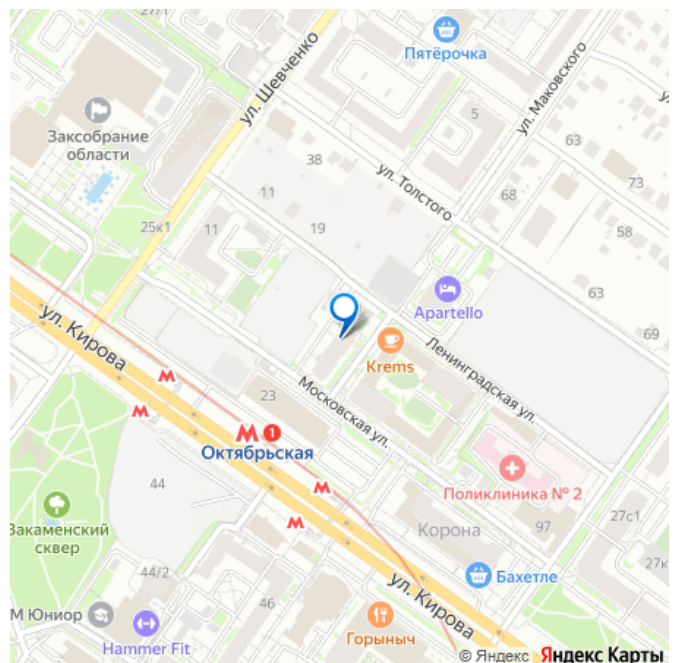 27/1
Пятёрочка
ул. Шевченко
ул. Маковского
5
Заксобрание
области
63
38
73
ул. Толстого
11
68
25к1
11
19
58
Apartello
63
ул. Кирова
Krems
69
Ленинградская ул.
23
Московская ул.
1
Октябрьская
44
Поликлиника № 2
Закаменский
сквер
Корона
97
27с1
27к
44/2
Бахетле
ул. Кирова
46
М Юниор
Hammer Fit
Горыныч
© Яндекс Яндекс Карты